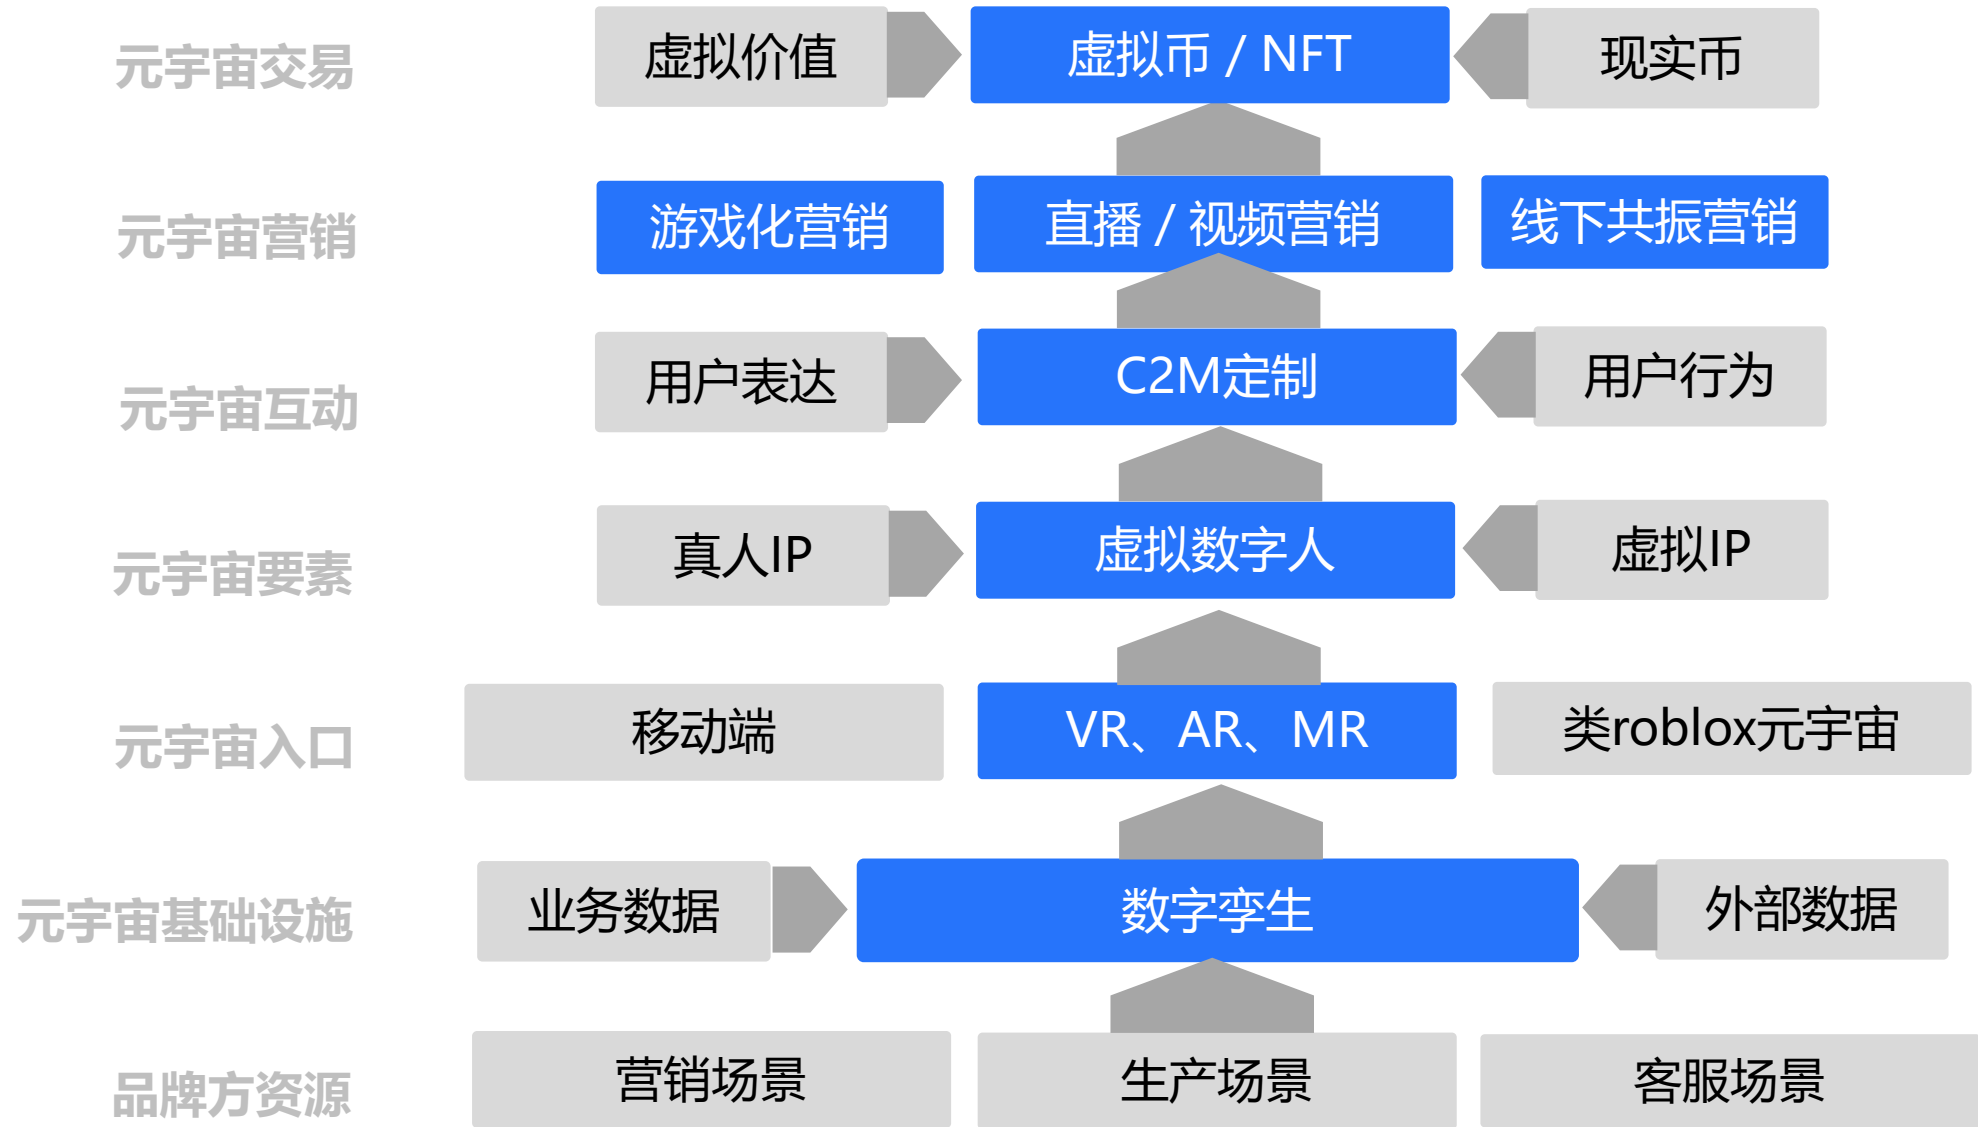 元宇宙交易
虚拟价值
虚拟币 / NFT
现实币
元宇宙营销
游戏化营销
直播 / 视频营销
线下共振营销
元宇宙互动
用户表达
C2M定制
用户行为
元宇宙要素
真人IP
虚拟数字人
虚拟IP
元宇宙入口
移动端
VR、AR、MR
类roblox元宇宙
元宇宙基础设施
业务数据
数字孪生
外部数据
品牌方资源
营销场景
生产场景
客服场景